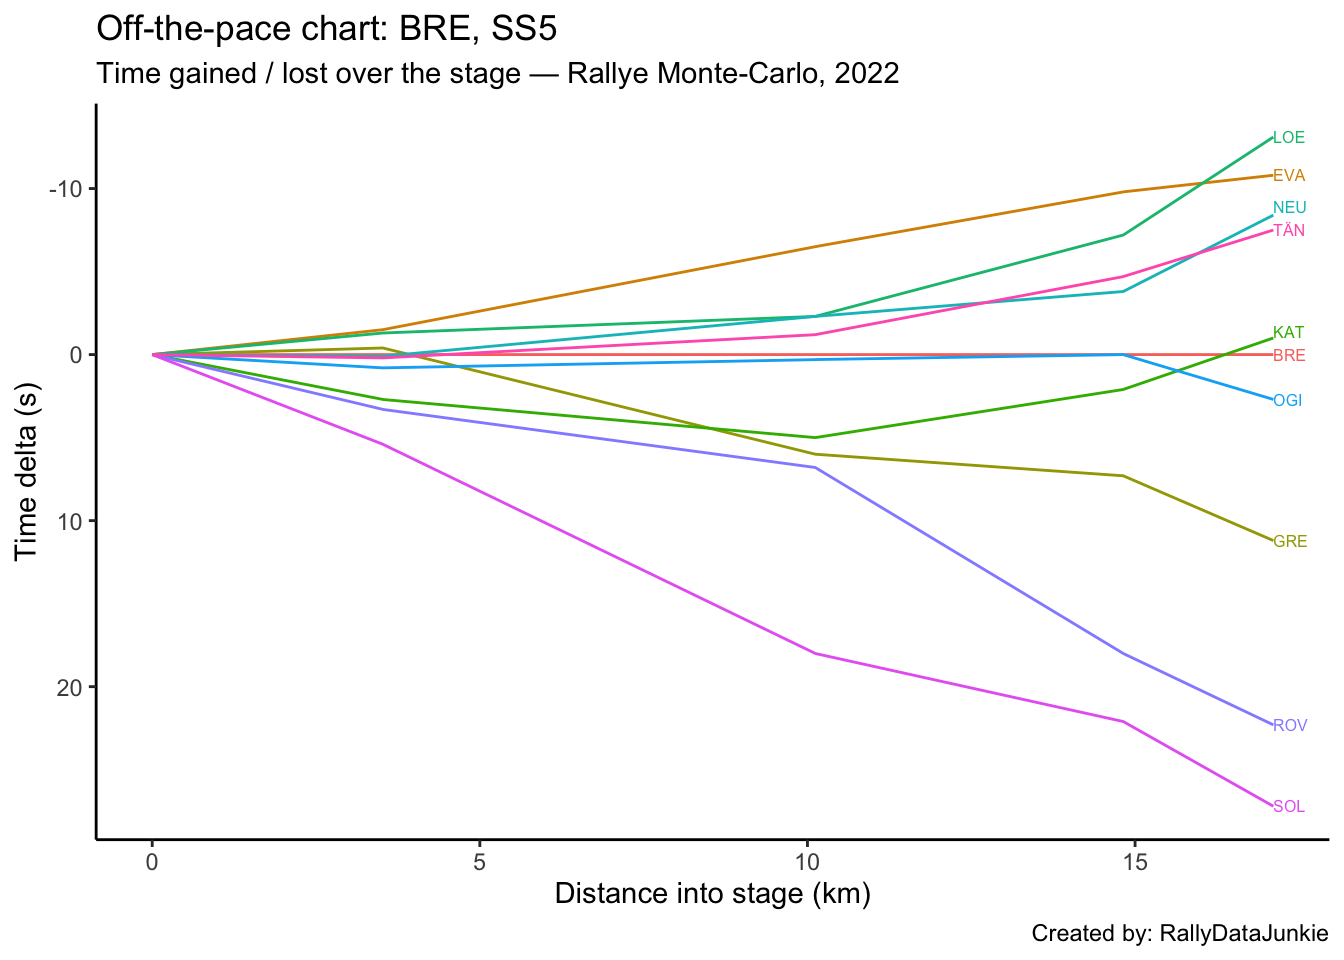 Off-the-pace chart: BRE, SS5
Time gained / lost over the stage — Rallye Monte-Carlo, 2022
LOE
-10
EVA
NEU
TÄN
KAT
0
BRE
OGI
Time delta (s)
10
GRE
20
ROV
SOL
0 5 10 15
Distance into stage (km)
Created by: RallyDataJunkie